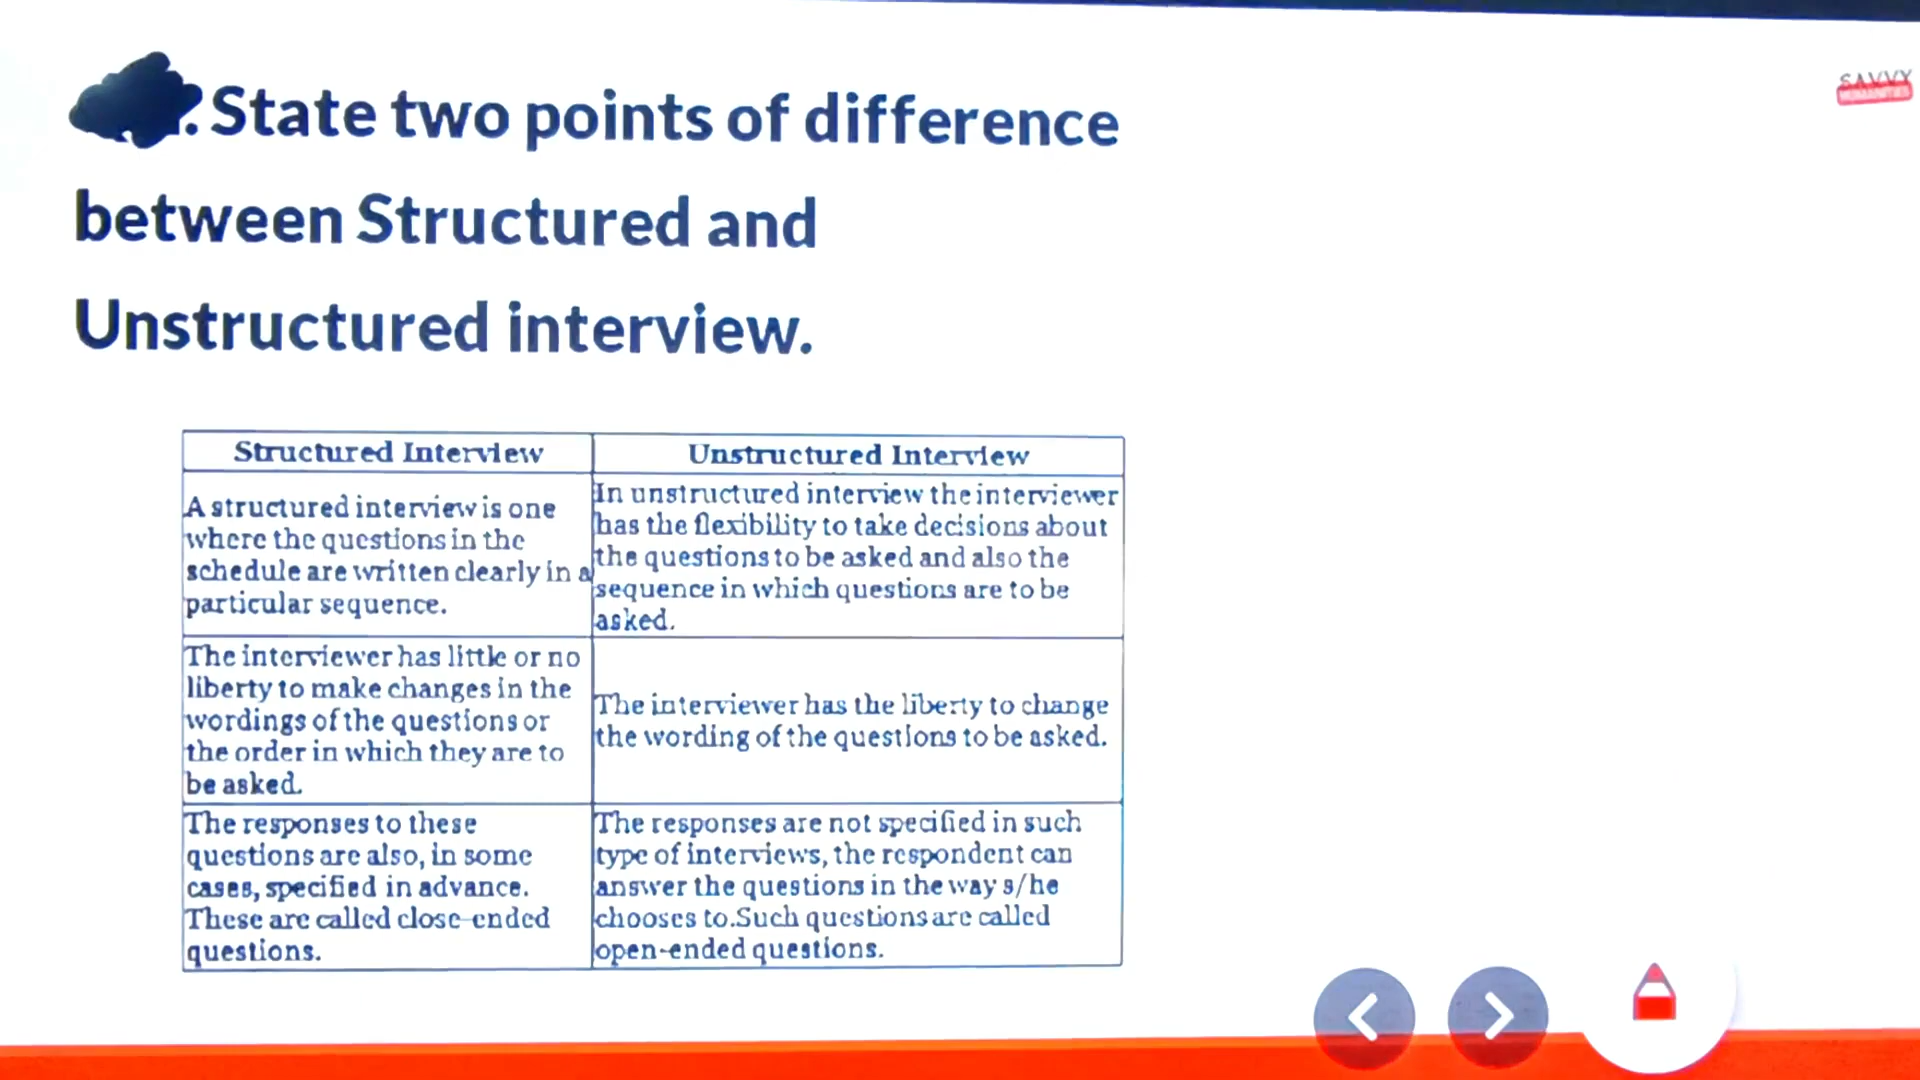 . State two points of difference
between Structured and
Unstructured interview.
SAVVY
HUMANITIES
Structured Interview
Unstructured Interview
A structured interview is one
where the questions in the
schedule are written clearly in a
particular sequence.
In unstructured interview the interviewer
has the flexibility to take decisions about
the questions to be asked and also the
sequence in which questions are to be
asked.
The interviewer has little or no
liberty to make changes in the
wordings of the questions or
the order in which they are to
be asked.
The interviewer has the liberty to change
the wording of the questions to be asked.
The responses to these
questions are also, in some
cases, specified in advance.
These are called close-ended
questions.
The responses are not specified in such
type of interviews, the respondent can
answer the questions in the way s/he
chooses to.Such questions are called
open-ended questions.